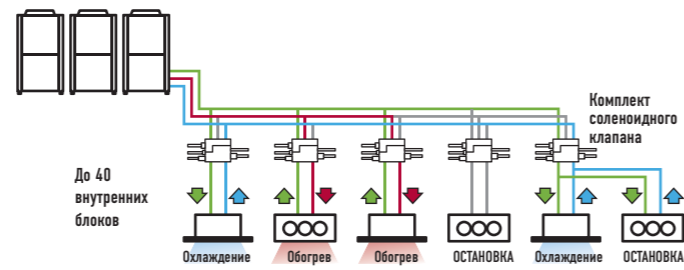 Комплект
соленоидного
клапана
До 40
внутренних
блоков
Охлаждение
Обогрев
Обогрев
ОСТАНОВКА
Охлаждение
ОСТАНОВКА